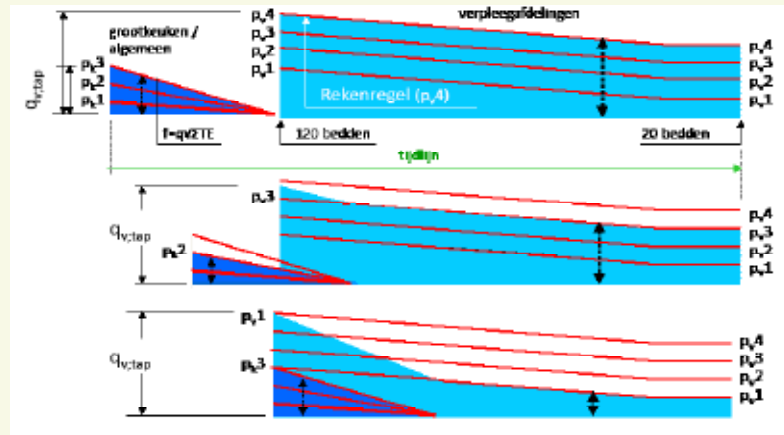 grootkeuken /
algemeen
verpleegafdelingen
pv4
pv3
pv2
pv1
pk3
pk2
pk1
qv;tap
Rekenregel (pv4)
pv4
pv3
pv2
pv1
f=q√ΣTE
120 bedden
20 bedden
tijdlijn
pv3
qv;tap
pk2
pv4
pv3
pv2
pv1
pv1
qv;tap
pk3
pv4
pv3
pv2
pv1